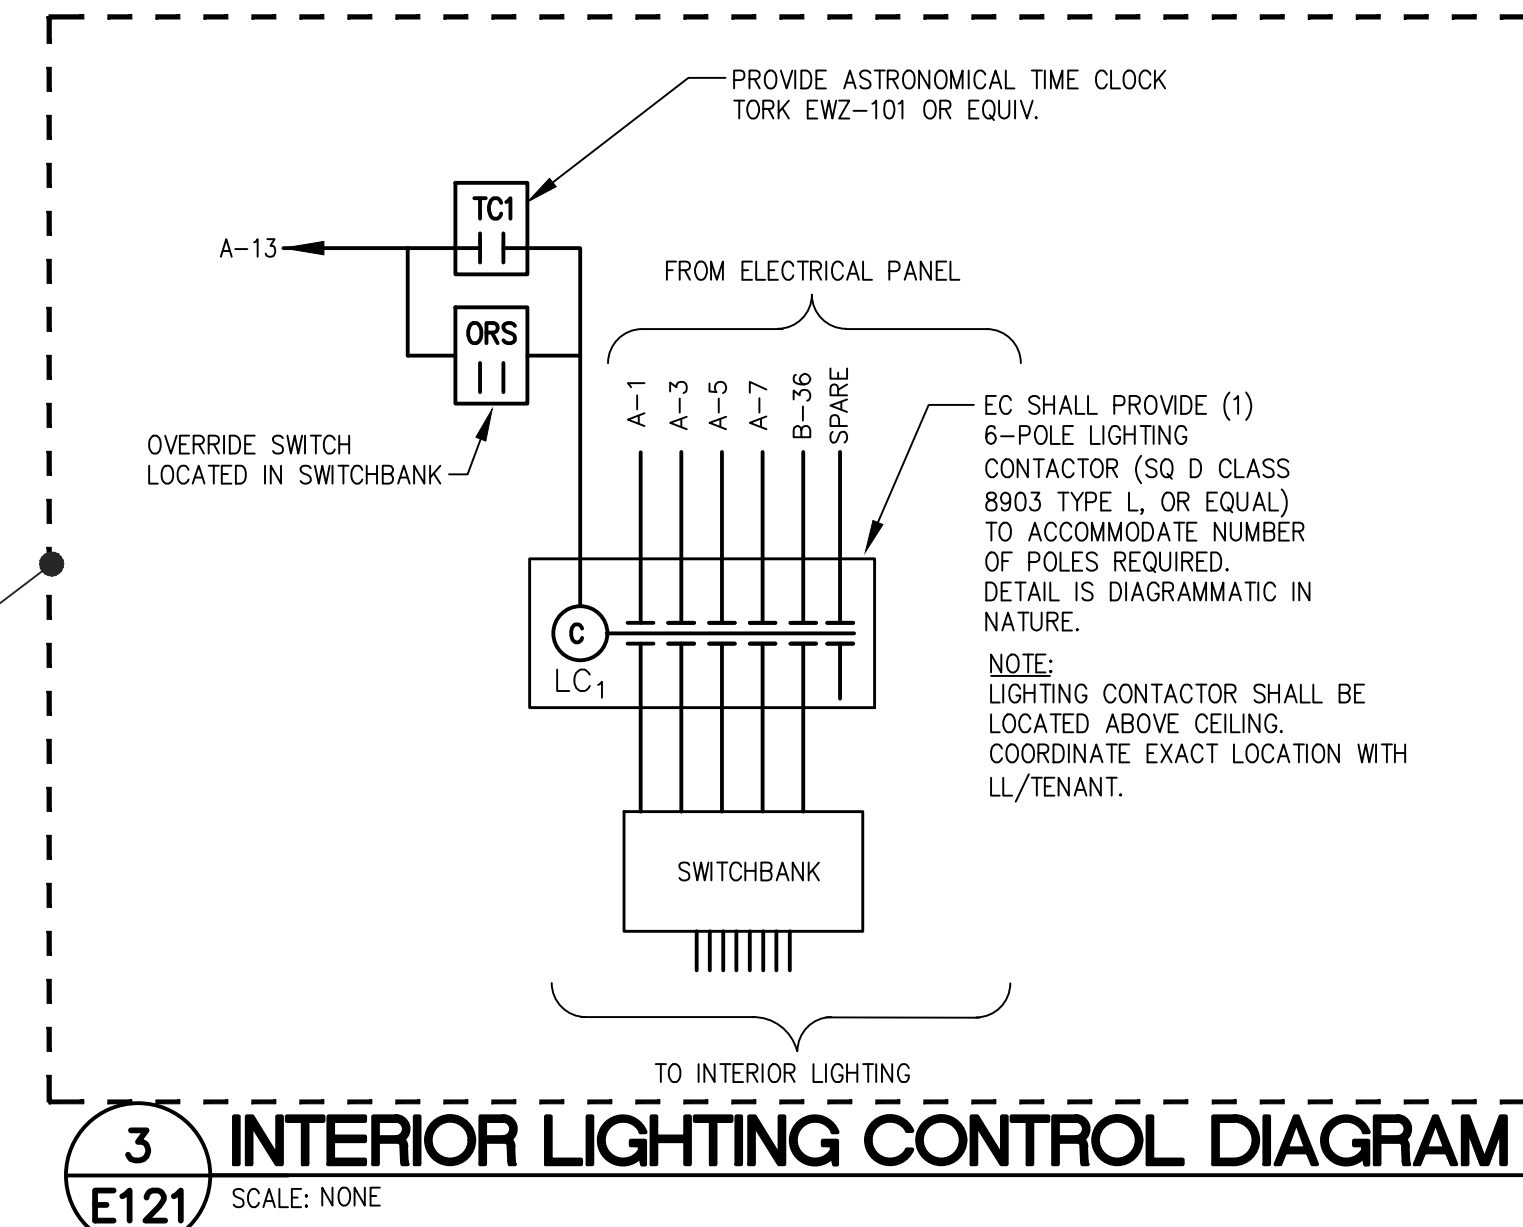 PROVIDE ASTRONOMICAL TIME CLOCK
TORK EWZ-101 OR EQUIV.
TC1
A-13
FROM ELECTRICAL PANEL
ORS
A-1
A-3
A-5
A-7
B-36
SPARE
OVERRIDE SWITCH
LOCATED IN SWITCHBANK
EC SHALL PROVIDE (1)
6-POLE LIGHTING
CONTACTOR (SQ D CLASS
8903 TYPE L, OR EQUAL)
TO ACCOMMODATE NUMBER
OF POLES REQUIRED.
DETAIL IS DIAGRAMMATIC IN
NATURE.
C
LC1
NOTE:
LIGHTING CONTACTOR SHALL BE
LOCATED ABOVE CEILING.
COORDINATE EXACT LOCATION WITH
LL/TENANT.
SWITCHBANK
TO INTERIOR LIGHTING
3
INTERIOR LIGHTING CONTROL DIAGRAM
E121
SCALE: NONE